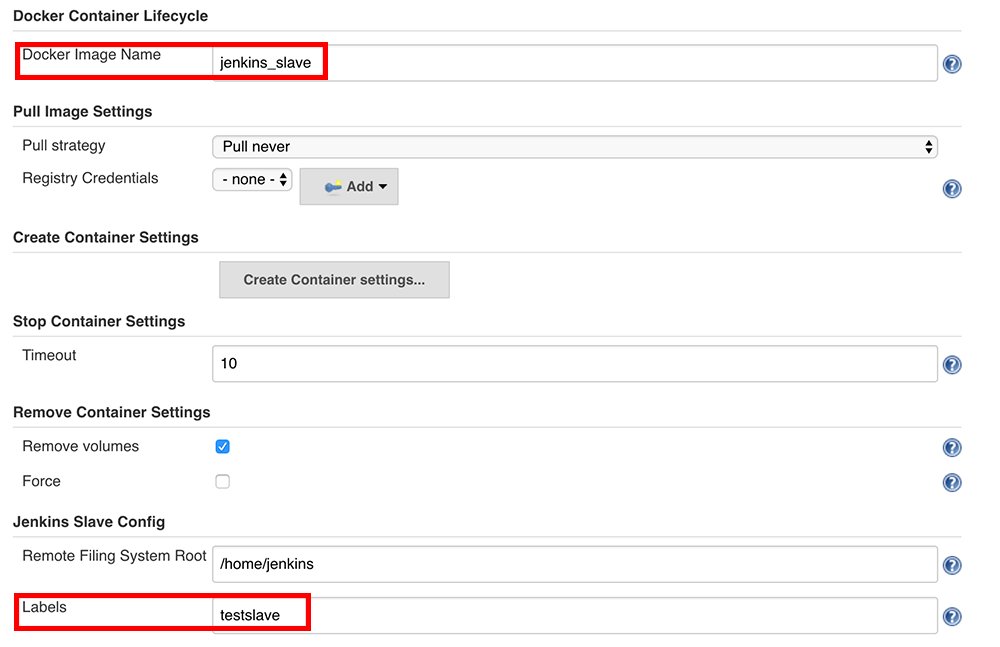 Docker Container Lifecycle
Docker Image Name jenkins_slave
Pull Image Settings
Pull strategy Pull never
Registry Credentials - none - Add
Create Container Settings
Create Container settings...
Stop Container Settings
Timeout 10
Remove Container Settings
Remove volumes
Force
Jenkins Slave Config
Remote Filing System Root /home/jenkins
Labels testslave